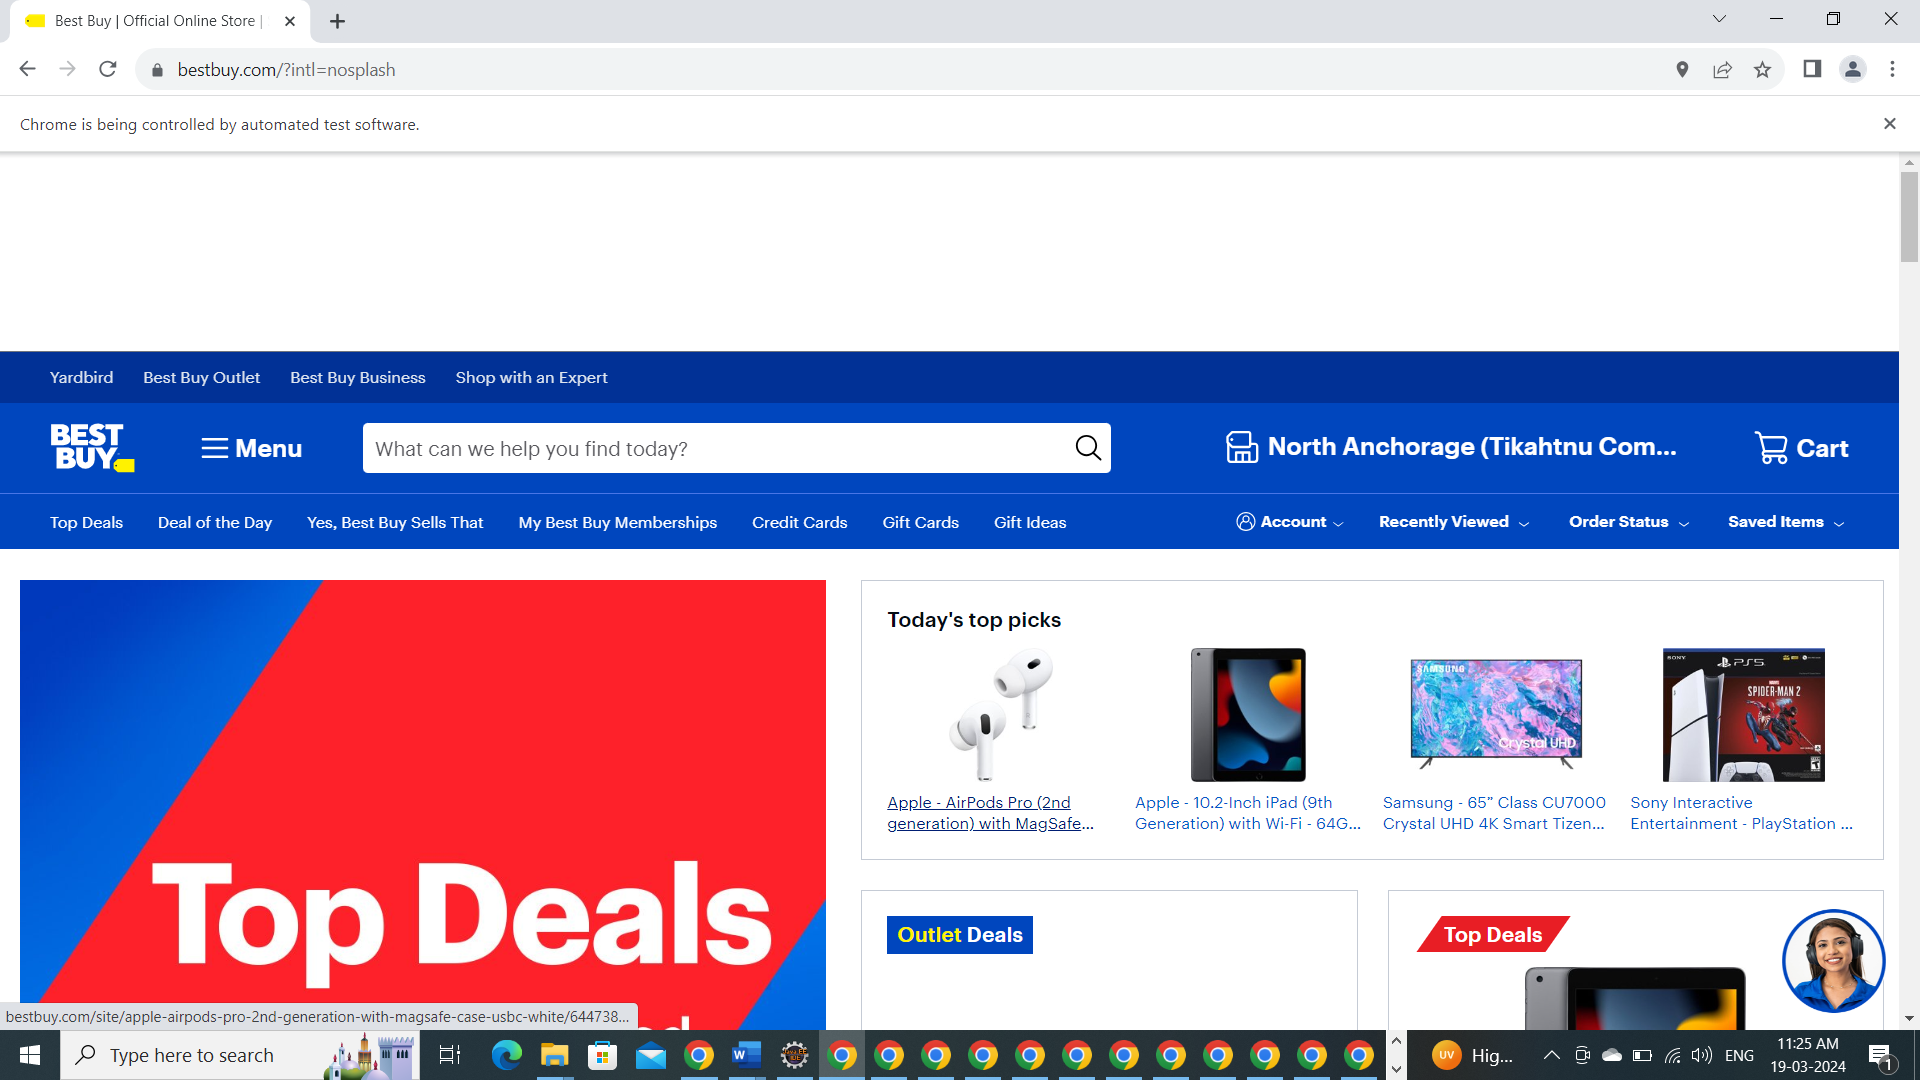 Best Buy | Official Online Store |
bestbuy.com/?intl=nosplash
Chrome is being controlled by automated test software.
Yardbird Best Buy Outlet Best Buy Business Shop with an Expert
BEST BUY
Menu
What can we help you find today?
North Anchorage (Tikahtnu Com...
Cart
Top Deals Deal of the Day Yes, Best Buy Sells That My Best Buy Memberships Credit Cards Gift Cards Gift Ideas Account Recently Viewed Order Status Saved Items
Today's top picks
SAMSUNG
Crystal UHD
SONY
PS5
MARVEL
SPIDER-MAN 2
Apple - AirPods Pro (2nd
generation) with MagSafe...
Apple - 10.2-Inch iPad (9th
Generation) with Wi-Fi - 64G...
Samsung - 65” Class CU7000
Crystal UHD 4K Smart Tizen...
Sony Interactive
Entertainment - PlayStation ...
Top Deals
Outlet Deals
Top Deals
bestbuy.com/site/apple-airpods-pro-2nd-generation-with-magsafe-case-usbc-white/644738...
Type here to search
UV
Hig...
ENG
11:25 AM
19-03-2024
1